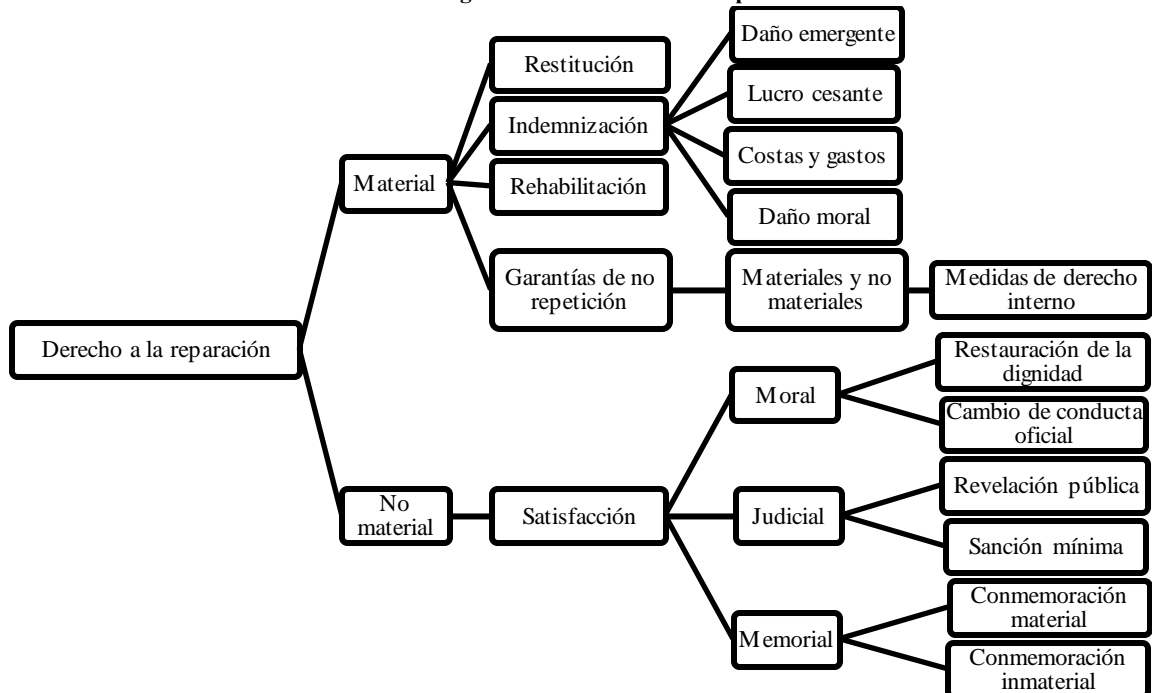 Daño emergente
Restitución
Lucro cesante
Indemnización
Costas y gastos
Material
Rehabilitación
Daño moral
Garantías de no
repetición
Materiales y no
materiales
Medidas de derecho
interno
Derecho a la reparación
Restauración de la
dignidad
Moral
Cambio de conducta
oficial
Revelación pública
No
material
Satisfacción
Judicial
Sanción mínima
Conmemoración
material
Memorial
Conmemoración
inmaterial